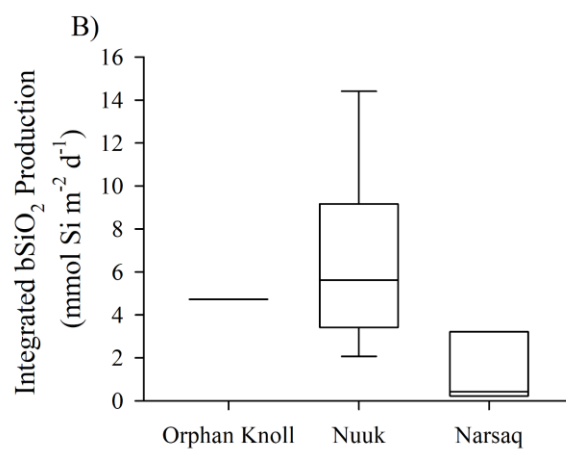 B)
Integrated bSiO₂ Production
(mmol Si m⁻² d⁻¹)
16
14
12
10
8
6
4
2
0
Orphan Knoll Nuuk Narsaq